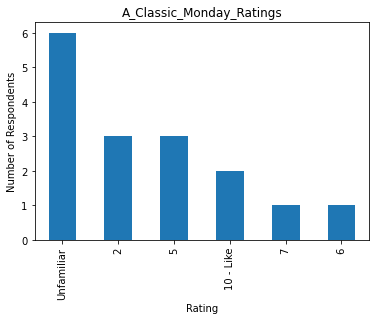 A_Classic_Monday_Ratings
Number of Respondents
6
5
4
3
2
1
0
Unfamiliar
2
5
10 - Like
7
6
Rating